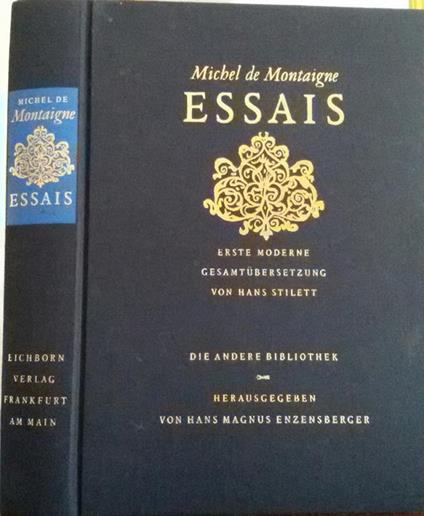 MICHEL DE
Montaigne
ESSAIS
EICHBORN
VERLAG
FRANKFURT
AM MAIN
Michel de Montaigne
ESSAIS
ERSTE MODERNE
GESAMTÜBERSETZUNG
VON HANS STILETT
DIE ANDERE BIBLIOTHEK
HERAUSGEGEBEN
VON HANS MAGNUS ENZENSBERGER